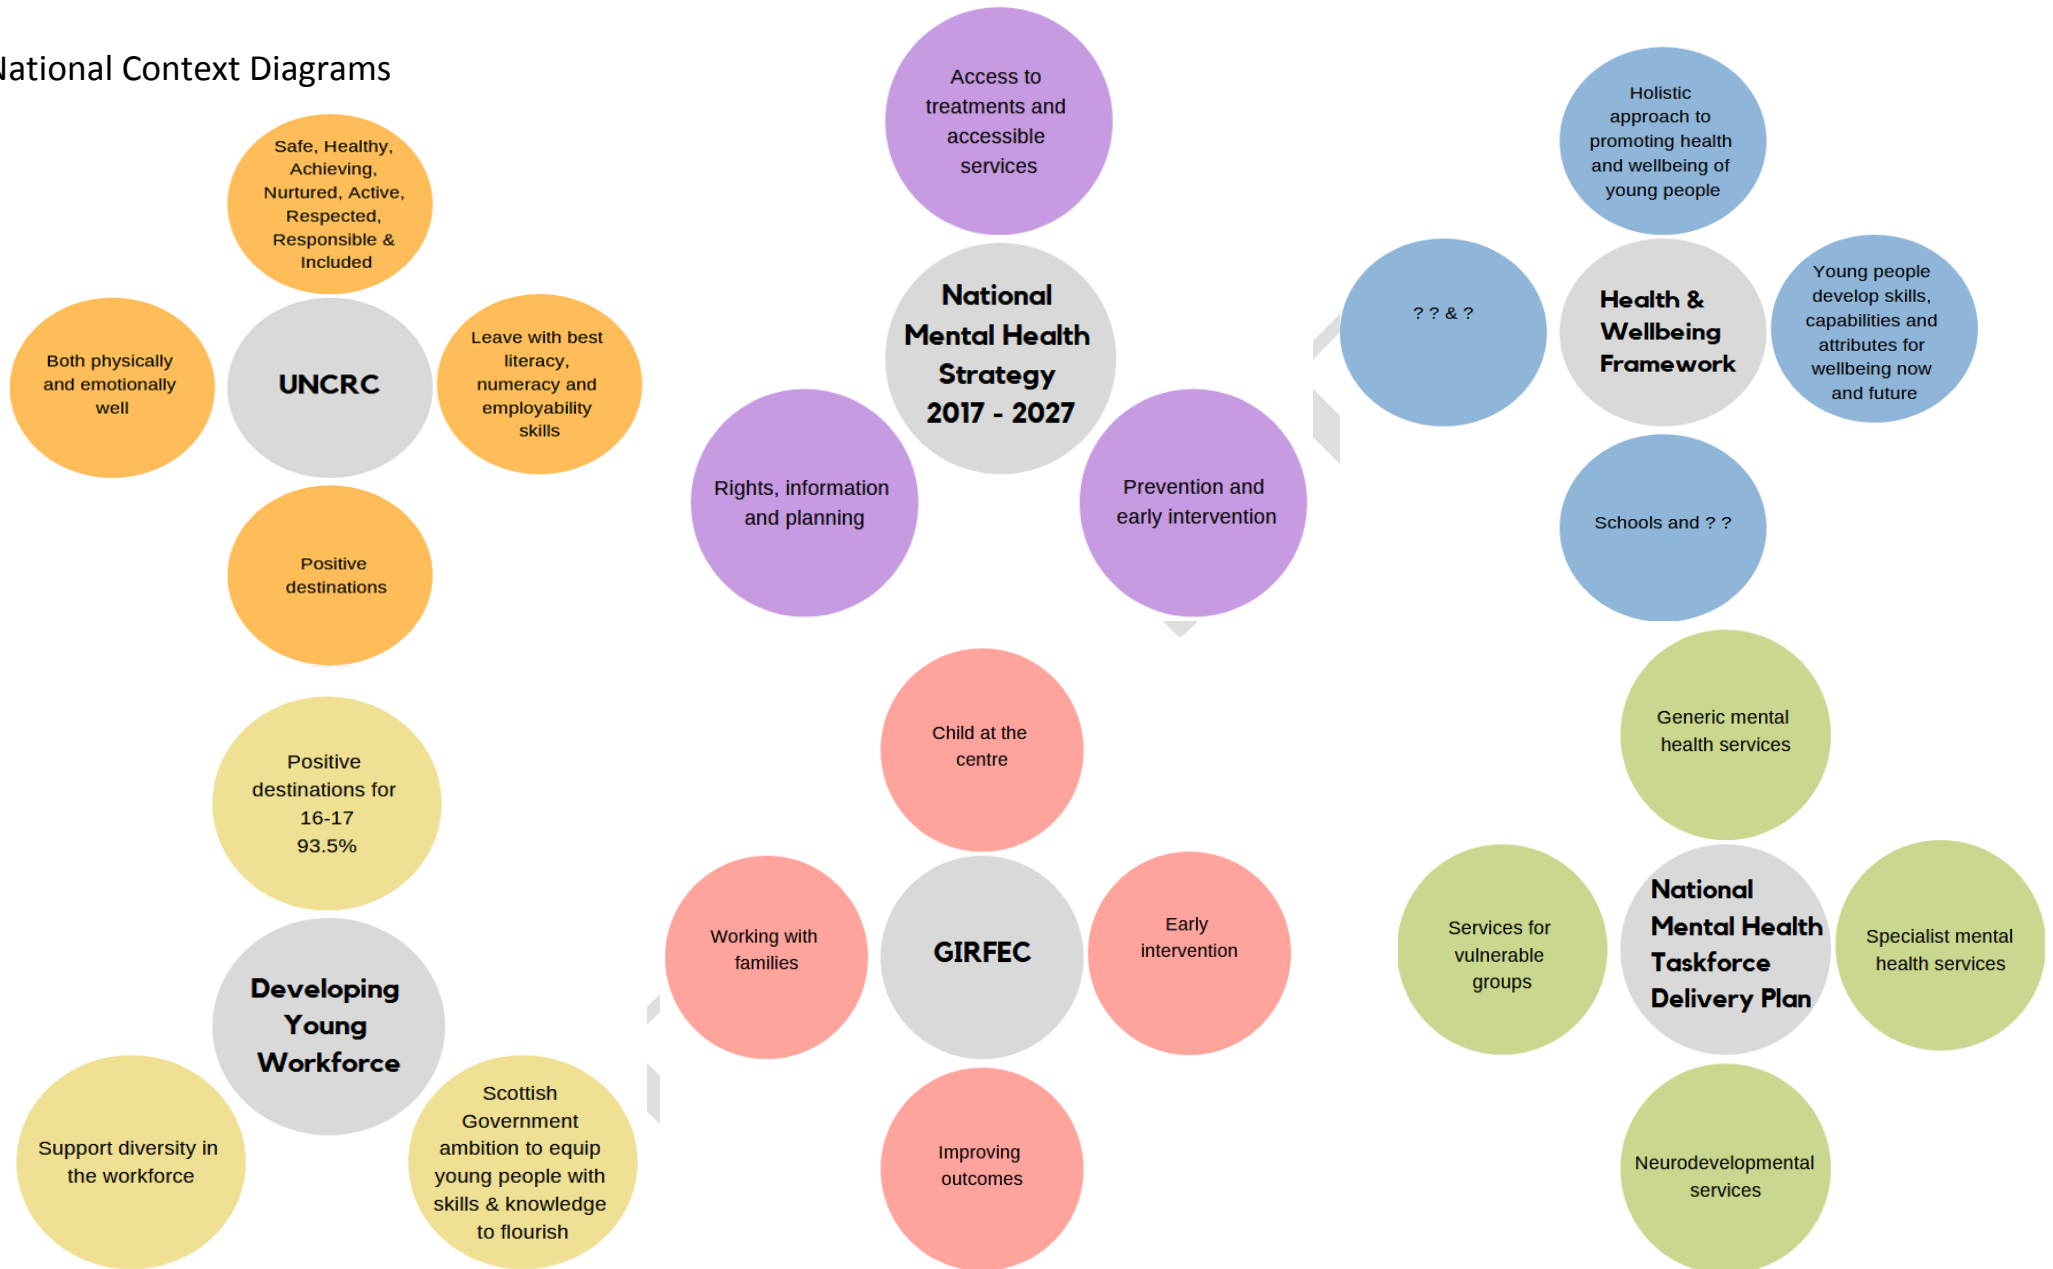 National Context Diagrams
Safe, Healthy,
Achieving,
Nurtured, Active,
Respected,
Responsible &
Included
Both physically
and emotionally
well
UNCRC
Leave with best
literacy,
numeracy and
employability
skills
Positive
destinations
Access to
treatments and
accessible
services
National
Mental Health
Strategy
2017 - 2027
Rights, information
and planning
Prevention and
early intervention
Holistic
approach to
promoting health
and wellbeing of
young people
? ? & ?
Health &
Wellbeing
Framework
Young people
develop skills,
capabilities and
attributes for
wellbeing now
and future
Schools and ? ?
Positive
destinations for
16-17
93.5%
Developing
Young
Workforce
Support diversity in
the workforce
Scottish
Government
ambition to equip
young people with
skills & knowledge
to flourish
Child at the
centre
Working with
families
GIRFEC
Early
intervention
Improving
outcomes
Generic mental
health services
Services for
vulnerable
groups
National
Mental Health
Taskforce
Delivery Plan
Specialist mental
health services
Neurodevelopmental
services